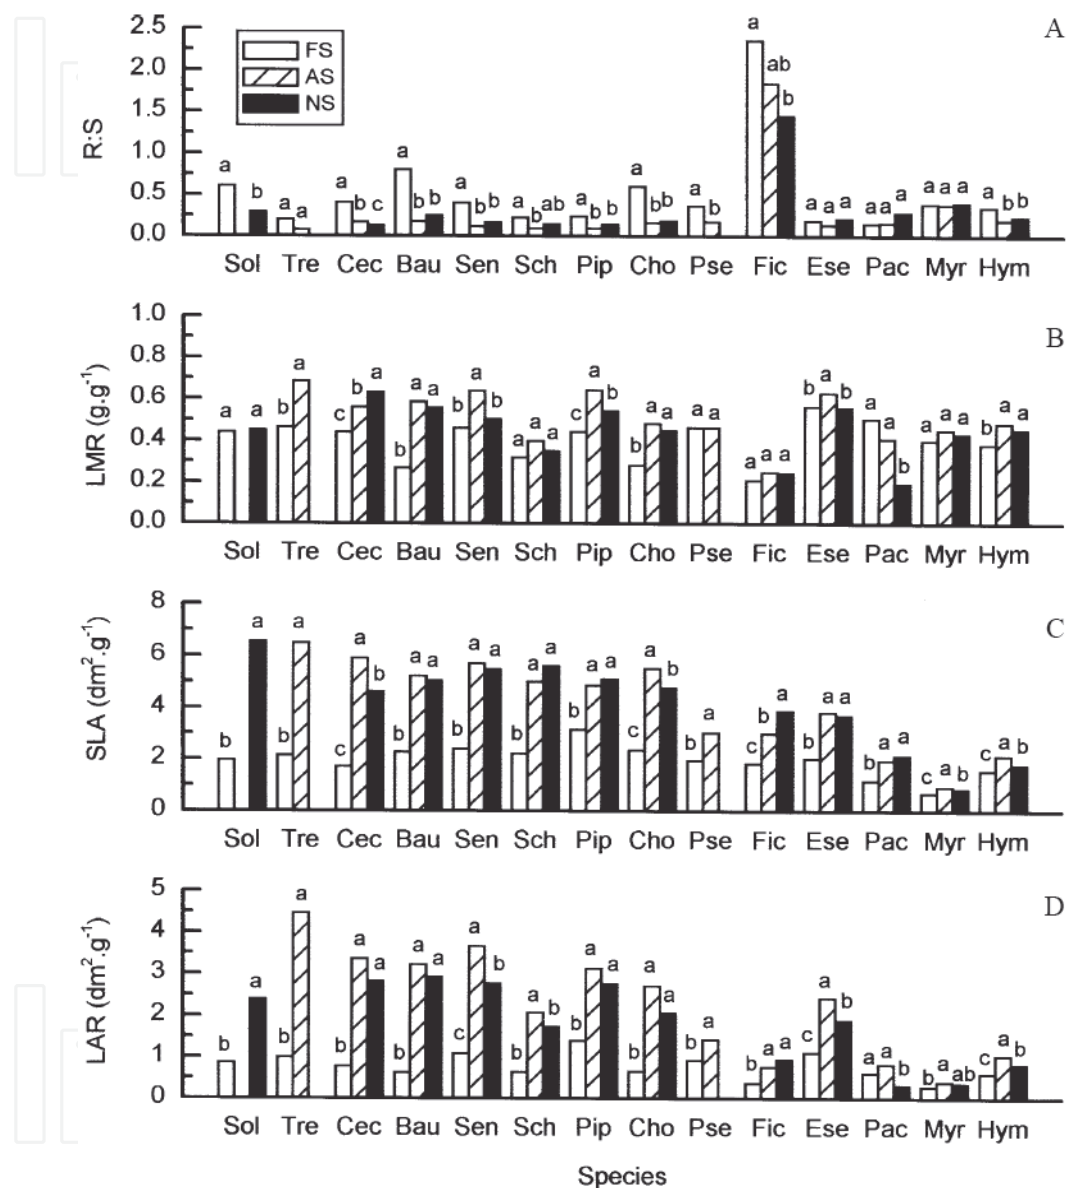 A
2.5
2.0
1.5
1.0
0.5
0.0
R:S
FS
AS
NS
a b a a a b c a b b a b b a b ab a b b a b b a b a ab b a a a a a a a a a a b b
Sol Tre Cec Bau Sen Sch Pip Cho Pse Fic Ese Pac Myr Hym
B
1.0
0.8
0.6
0.4
0.2
0.0
LMR (g.g-1)
a a b a c b a b a a b a b a a a c a b b a a a a a a a b a b a a b a a a b a a
Sol Tre Cec Bau Sen Sch Pip Cho Pse Fic Ese Pac Myr Hym
C
8
6
4
2
0
SLA (dm2.g-1)
b a b a c a b b a a b a a b a a b a a c a b b a c b a b a a b a a c a b c a b
Sol Tre Cec Bau Sen Sch Pip Cho Pse Fic Ese Pac Myr Hym
D
5
4
3
2
1
0
LAR (dm2.g-1)
b a b a b a a b a a c a b b a b b a a b a a b a b a a c a b a a b b a ab c a b
Sol Tre Cec Bau Sen Sch Pip Cho Pse Fic Ese Pac Myr Hym
Species